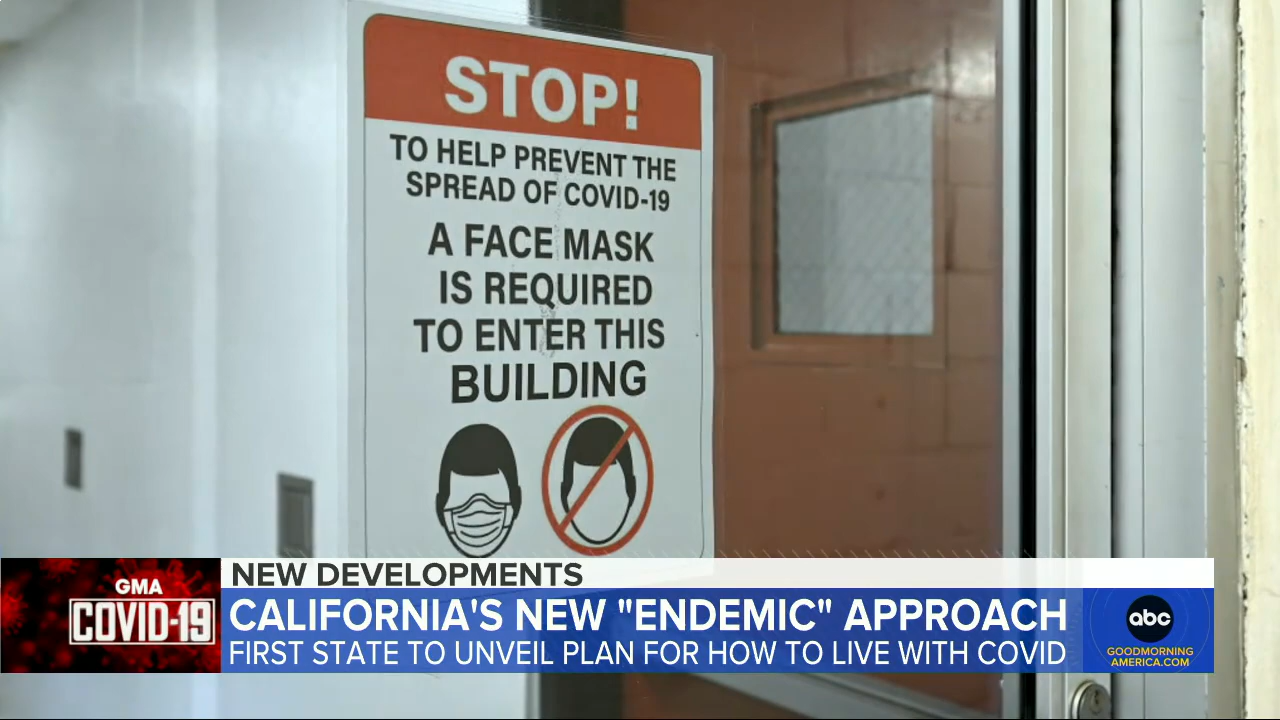 STOP!
TO HELP PREVENT THE
SPREAD OF COVID-19
A FACE MASK
IS REQUIRED
TO ENTER THIS
BUILDING
GMA
COVID-19
NEW DEVELOPMENTS
CALIFORNIA'S NEW "ENDEMIC" APPROACH
FIRST STATE TO UNVEIL PLAN FOR HOW TO LIVE WITH COVID
abc
GOODMORNING
AMERICA.COM